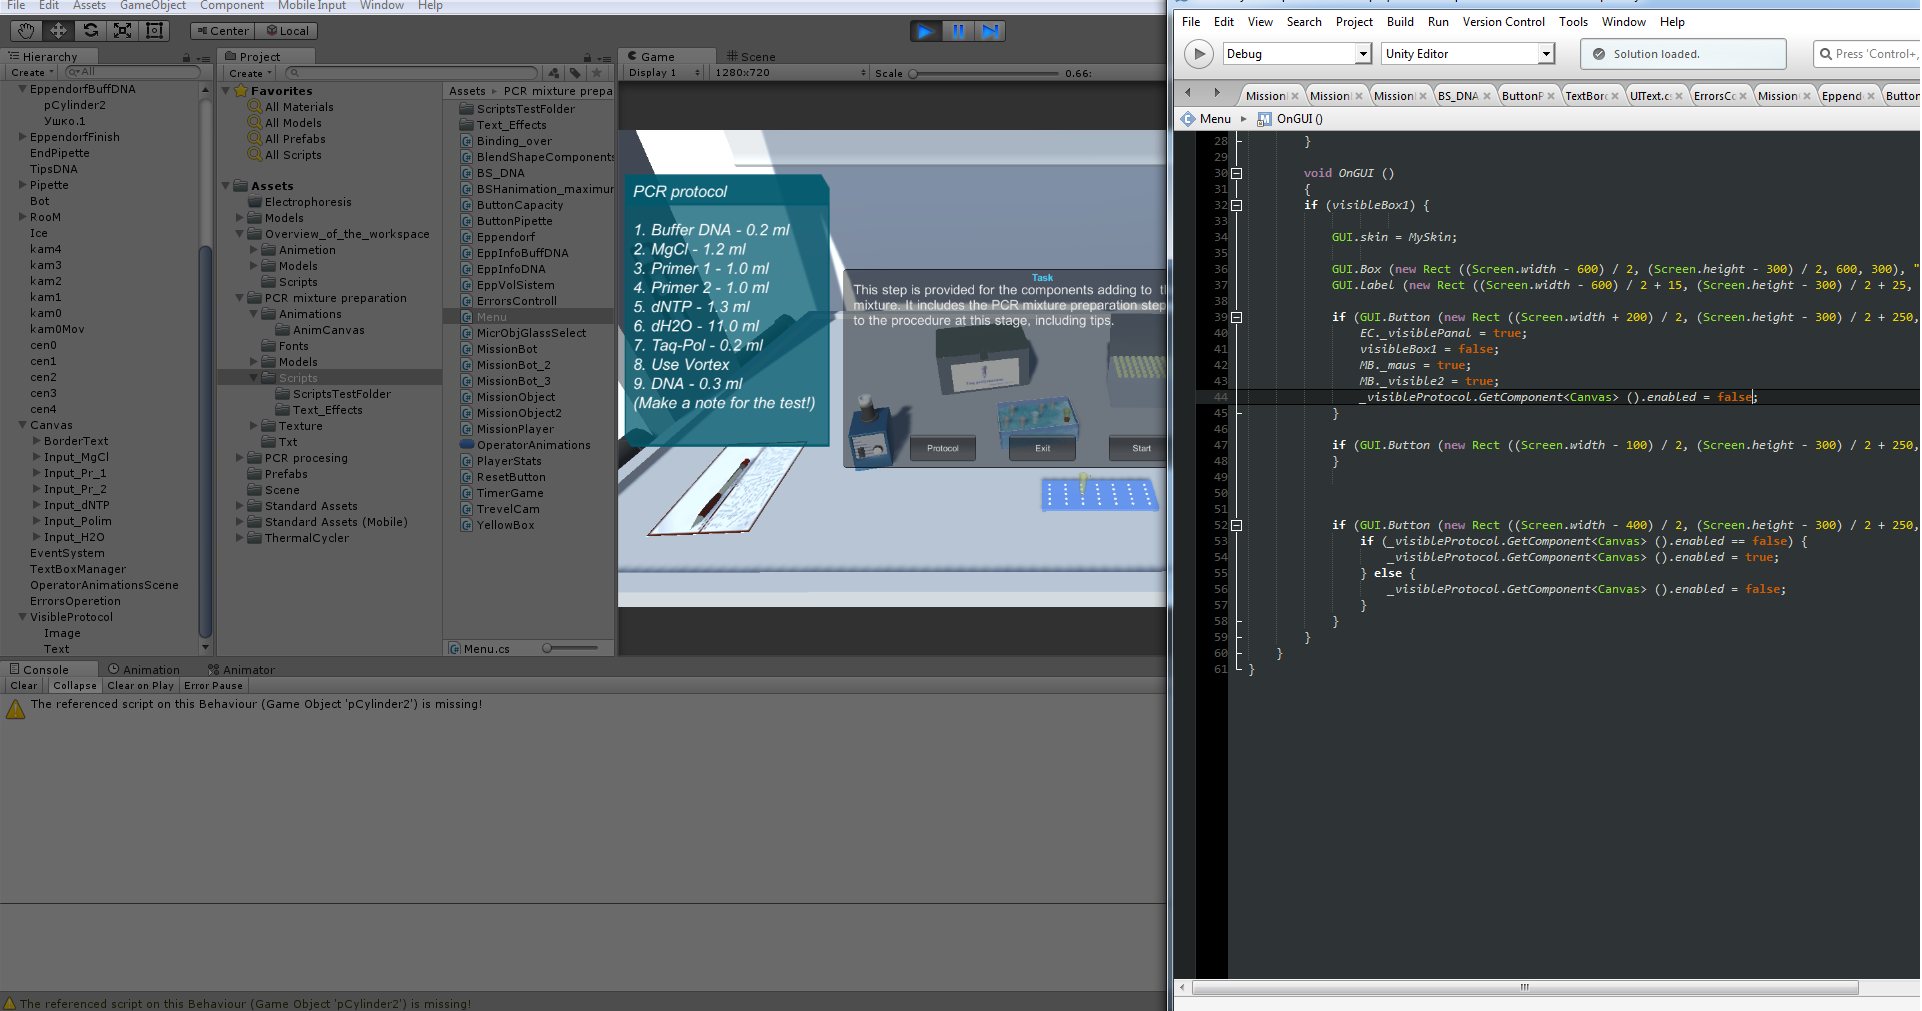 File Edit Assets GameObject Component Mobile Input Window Help
Center Local
Hierarchy
Create All
EppendorfBuffDNA
pCylinder2
Ушко.1
EppendorfFinish
EndPipette
TipsDNA
Pipette
Bot
RooM
Ice
kam4
kam3
kam2
kam1
kam0
kam0Mov
cen0
cen1
cen2
cen3
cen4
Canvas
BorderText
Input_MgCl
Input_Pr_1
Input_Pr_2
Input_dNTP
Input_Polim
Input_H2O
EventSystem
TextBoxManager
OperatorAnimationsScene
ErrorsOperetion
VisibleProtocol
Image
Text
Project
Create
Favorites
All Materials
All Models
All Prefabs
All Scripts
Assets
Electrophoresis
Models
Overview_of_the_workspace
Animation
Models
Scripts
PCR mixture preparation
Animations
AnimCanvas
Fonts
Models
Scripts
ScriptsTestFolder
Text_Effects
Texture
Txt
PCR procesing
Prefabs
Scene
Standard Assets
Standard Assets (Mobile)
ThermalCycler
Assets PCR mixture prepa
ScriptsTestFolder
Text_Effects
Binding_over
BlendShapeComponents
BS_DNA
BSHanimation_maximur
ButtonCapacity
ButtonPipette
Eppendorf
EppInfoBuffDNA
EppInfoDNA
EppVolSistem
ErrorsControll
Menu
MicrObjGlassSelect
MissionBot
MissionBot_2
MissionBot_3
MissionObject
MissionObject2
MissionPlayer
OperatorAnimations
PlayerStats
ResetButton
TimerGame
TrevelCam
YellowBox
Menu.cs
Game Scene
Display 1 1280x720 Scale 0.66:
PCR protocol
1. Buffer DNA - 0.2 ml
2. MgCl - 1.2 ml
3. Primer 1 - 1.0 ml
4. Primer 2 - 1.0 ml
5. dNTP - 1.3 ml
6. dH2O - 11.0 ml
7. Taq-Pol - 0.2 ml
8. Use Vortex
9. DNA - 0.3 ml
(Make a note for the test!)
Task
This step is provided for the components adding to th
mixture. It includes the PCR mixture preparation step
to the procedure at this stage, including tips.
Protocol Exit Start
Console Animation Animator
Clear Collapse Clear on Play Error Pause
The referenced script on this Behaviour (Game Object 'pCylinder2') is missing!
The referenced script on this Behaviour (Game Object 'pCylinder2') is missing!
File Edit View Search Project Build Run Version Control Tools Window Help
Debug Unity Editor Solution loaded. Press 'Control+,
Mission Mission Mission BS_DNA ButtonP TextBor UIText.cs ErrorsCo Mission Eppend Button
Menu OnGUI ()
28 }
29
30 void OnGUI ()
31 {
32 if (visibleBox1) {
33
34 GUI.skin = MySkin;
35
36 GUI.Box (new Rect ((Screen.width - 600) / 2, (Screen.height - 300) / 2, 600, 300), "
37 GUI.Label (new Rect ((Screen.width - 600) / 2 + 15, (Screen.height - 300) / 2 + 25,
38
39 if (GUI.Button (new Rect ((Screen.width + 200) / 2, (Screen.height - 300) / 2 + 250,
40 EC._visiblePanal = true;
41 visibleBox1 = false;
42 MB._maus = true;
43 MB._visible2 = true;
44 _visibleProtocol.GetComponent<Canvas> ().enabled = false;
45 }
46
47 if (GUI.Button (new Rect ((Screen.width - 100) / 2, (Screen.height - 300) / 2 + 250,
48 }
49
50
51
52 if (GUI.Button (new Rect ((Screen.width - 400) / 2, (Screen.height - 300) / 2 + 250,
53 if (_visibleProtocol.GetComponent<Canvas> ().enabled == false) {
54 _visibleProtocol.GetComponent<Canvas> ().enabled = true;
55 } else {
56 _visibleProtocol.GetComponent<Canvas> ().enabled = false;
57 }
58 }
59 }
60 }
61 }